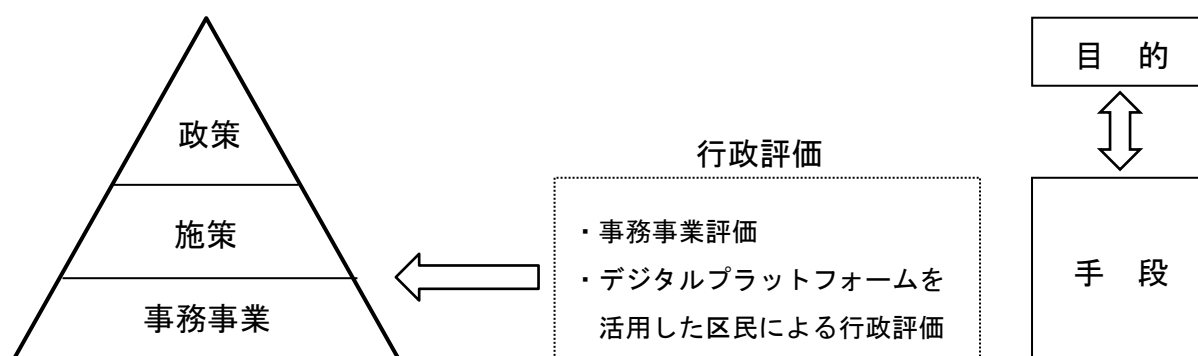 政策
施策
事務事業
行政評価
・事務事業評価
・デジタルプラットフォームを
活用した区民による行政評価
目 的
手 段